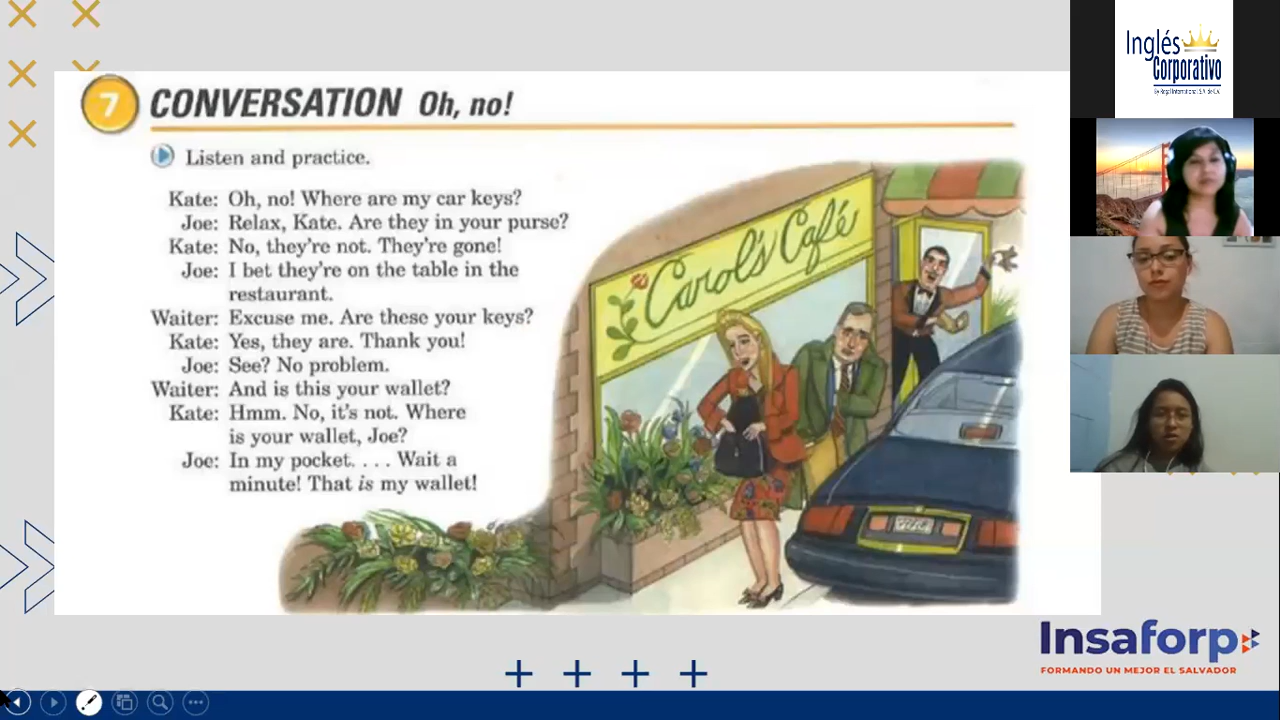 7 CONVERSATION Oh, no!
Listen and practice.
Kate: Oh, no! Where are my car keys?
Joe: Relax, Kate. Are they in your purse?
Kate: No, they're not. They're gone!
Joe: I bet they're on the table in the
restaurant.
Waiter: Excuse me. Are these your keys?
Kate: Yes, they are. Thank you!
Joe: See? No problem.
Waiter: And is this your wallet?
Kate: Hmm. No, it's not. Where
is your wallet, Joe?
Joe: In my pocket. . . . Wait a
minute! That is my wallet!
Carol's Café
Inglés
Corporativo
by Regal International, S.A. de C.V.
Insaforp
FORMANDO UN MEJOR EL SALVADOR